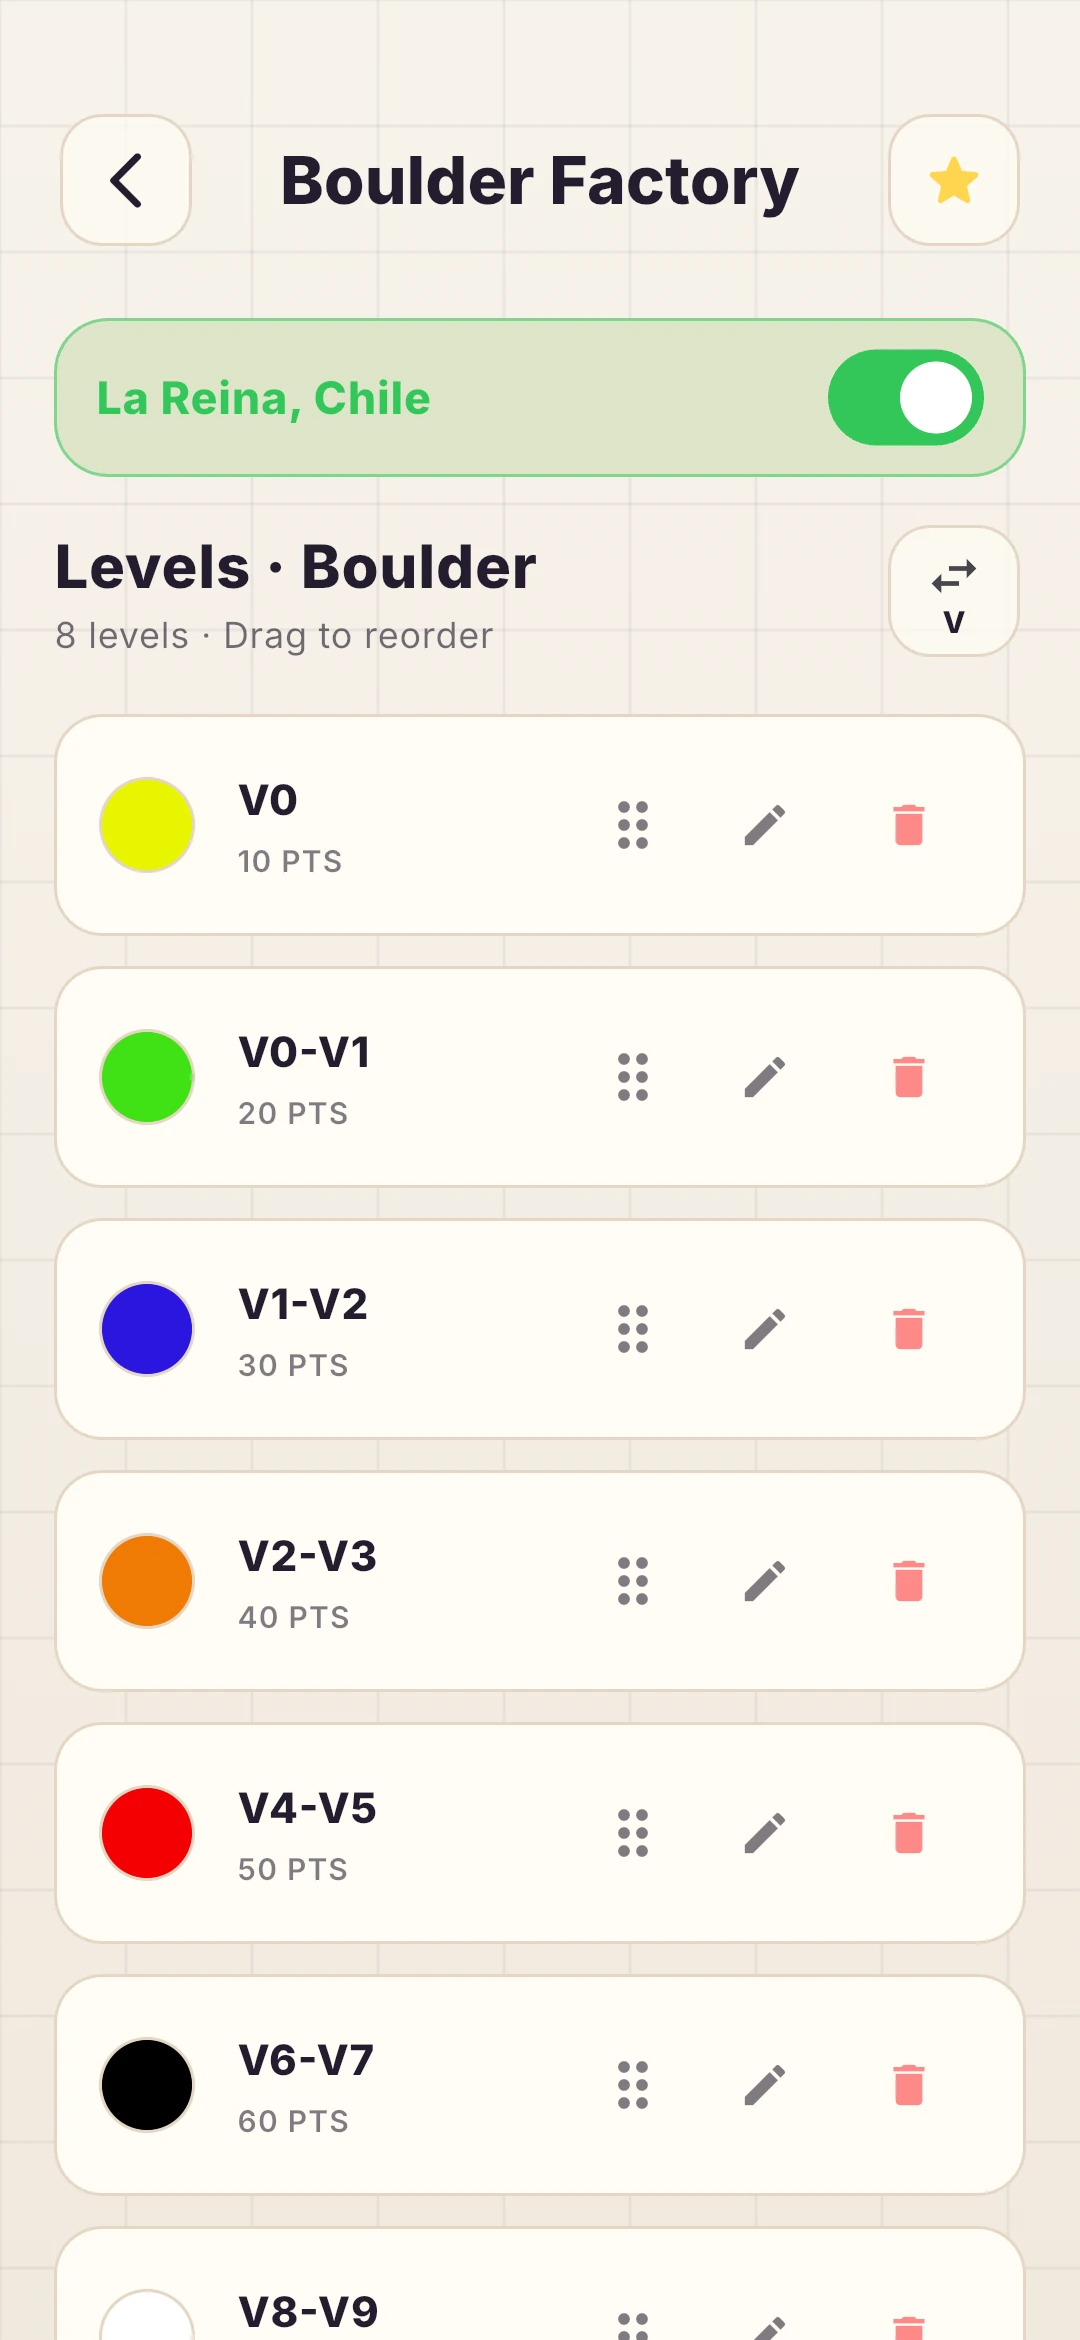 Boulder Factory
La Reina, Chile
Levels · Boulder
8 levels · Drag to reorder
V
V0
10 PTS
V0-V1
20 PTS
V1-V2
30 PTS
V2-V3
40 PTS
V4-V5
50 PTS
V6-V7
60 PTS
V8-V9